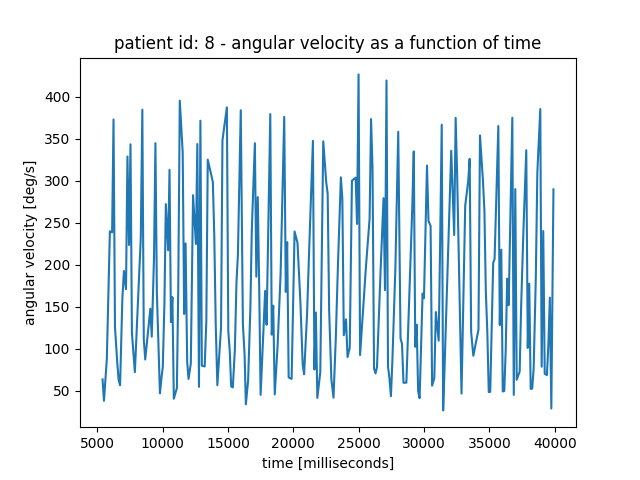 patient id: 8 - angular velocity as a function of time
angular velocity [deg/s]
400
350
300
250
200
150
100
50
5000 10000 15000 20000 25000 30000 35000 40000
time [milliseconds]